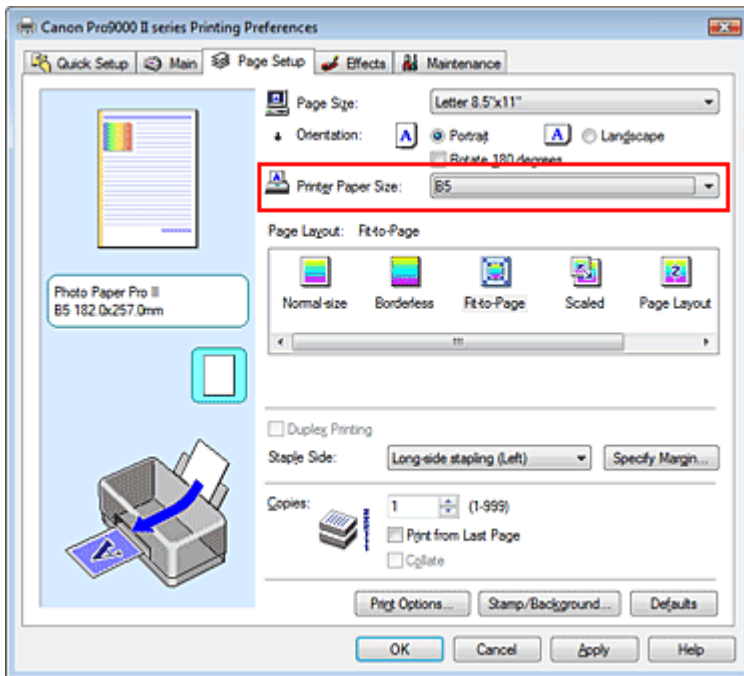 Canon Pro9000 II series Printing Preferences
Quick Setup Main Page Setup Effects Maintenance
Page Size: Letter 8.5"x11"
Orientation: A Portrait A Landscape
Rotate 180 degrees
Printer Paper Size: B5
Page Layout: Fit-to-Page
Normal-size Borderless Fit-to-Page Scaled Page Layout
Photo Paper Pro II
B5 182.0x257.0mm
Duplex Printing
Staple Side: Long-side stapling (Left) Specify Margin...
Copies: 1 (1-999)
Print from Last Page
Collate
Print Options... Stamp/Background... Defaults
OK Cancel Apply Help